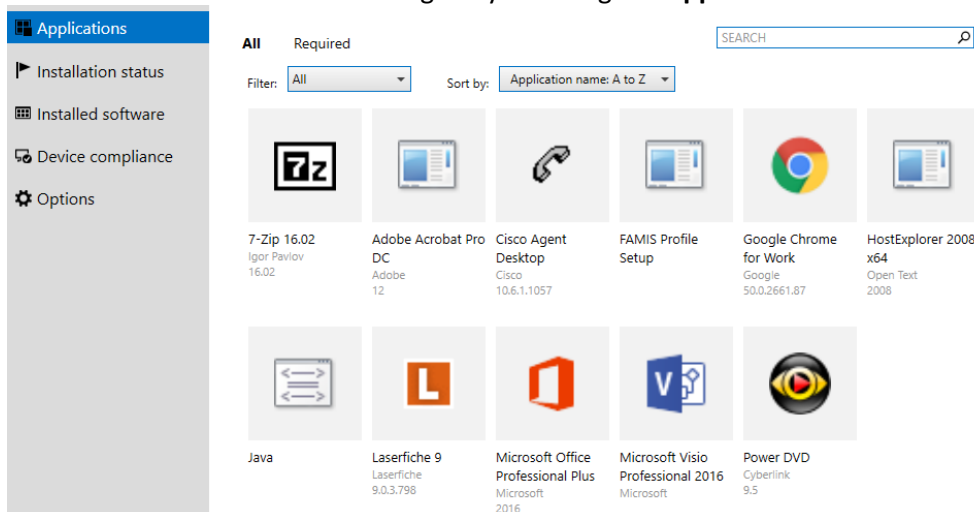 Applications
Installation status
Installed software
Device compliance
Options
All Required
SEARCH
Filter: All Sort by: Application name: A to Z
7z
7-Zip 16.02
Igor Pavlov
16.02
Adobe Acrobat Pro
DC
Adobe
12
Cisco Agent
Desktop
Cisco
10.6.1.1057
FAMIS Profile
Setup
Google Chrome
for Work
Google
50.0.2661.87
HostExplorer 2008
x64
Open Text
2008
Java
L
Laserfiche 9
Laserfiche
9.0.3.798
Microsoft Office
Professional Plus
Microsoft
2016
V
Microsoft Visio
Professional 2016
Microsoft
Power DVD
Cyberlink
9.5